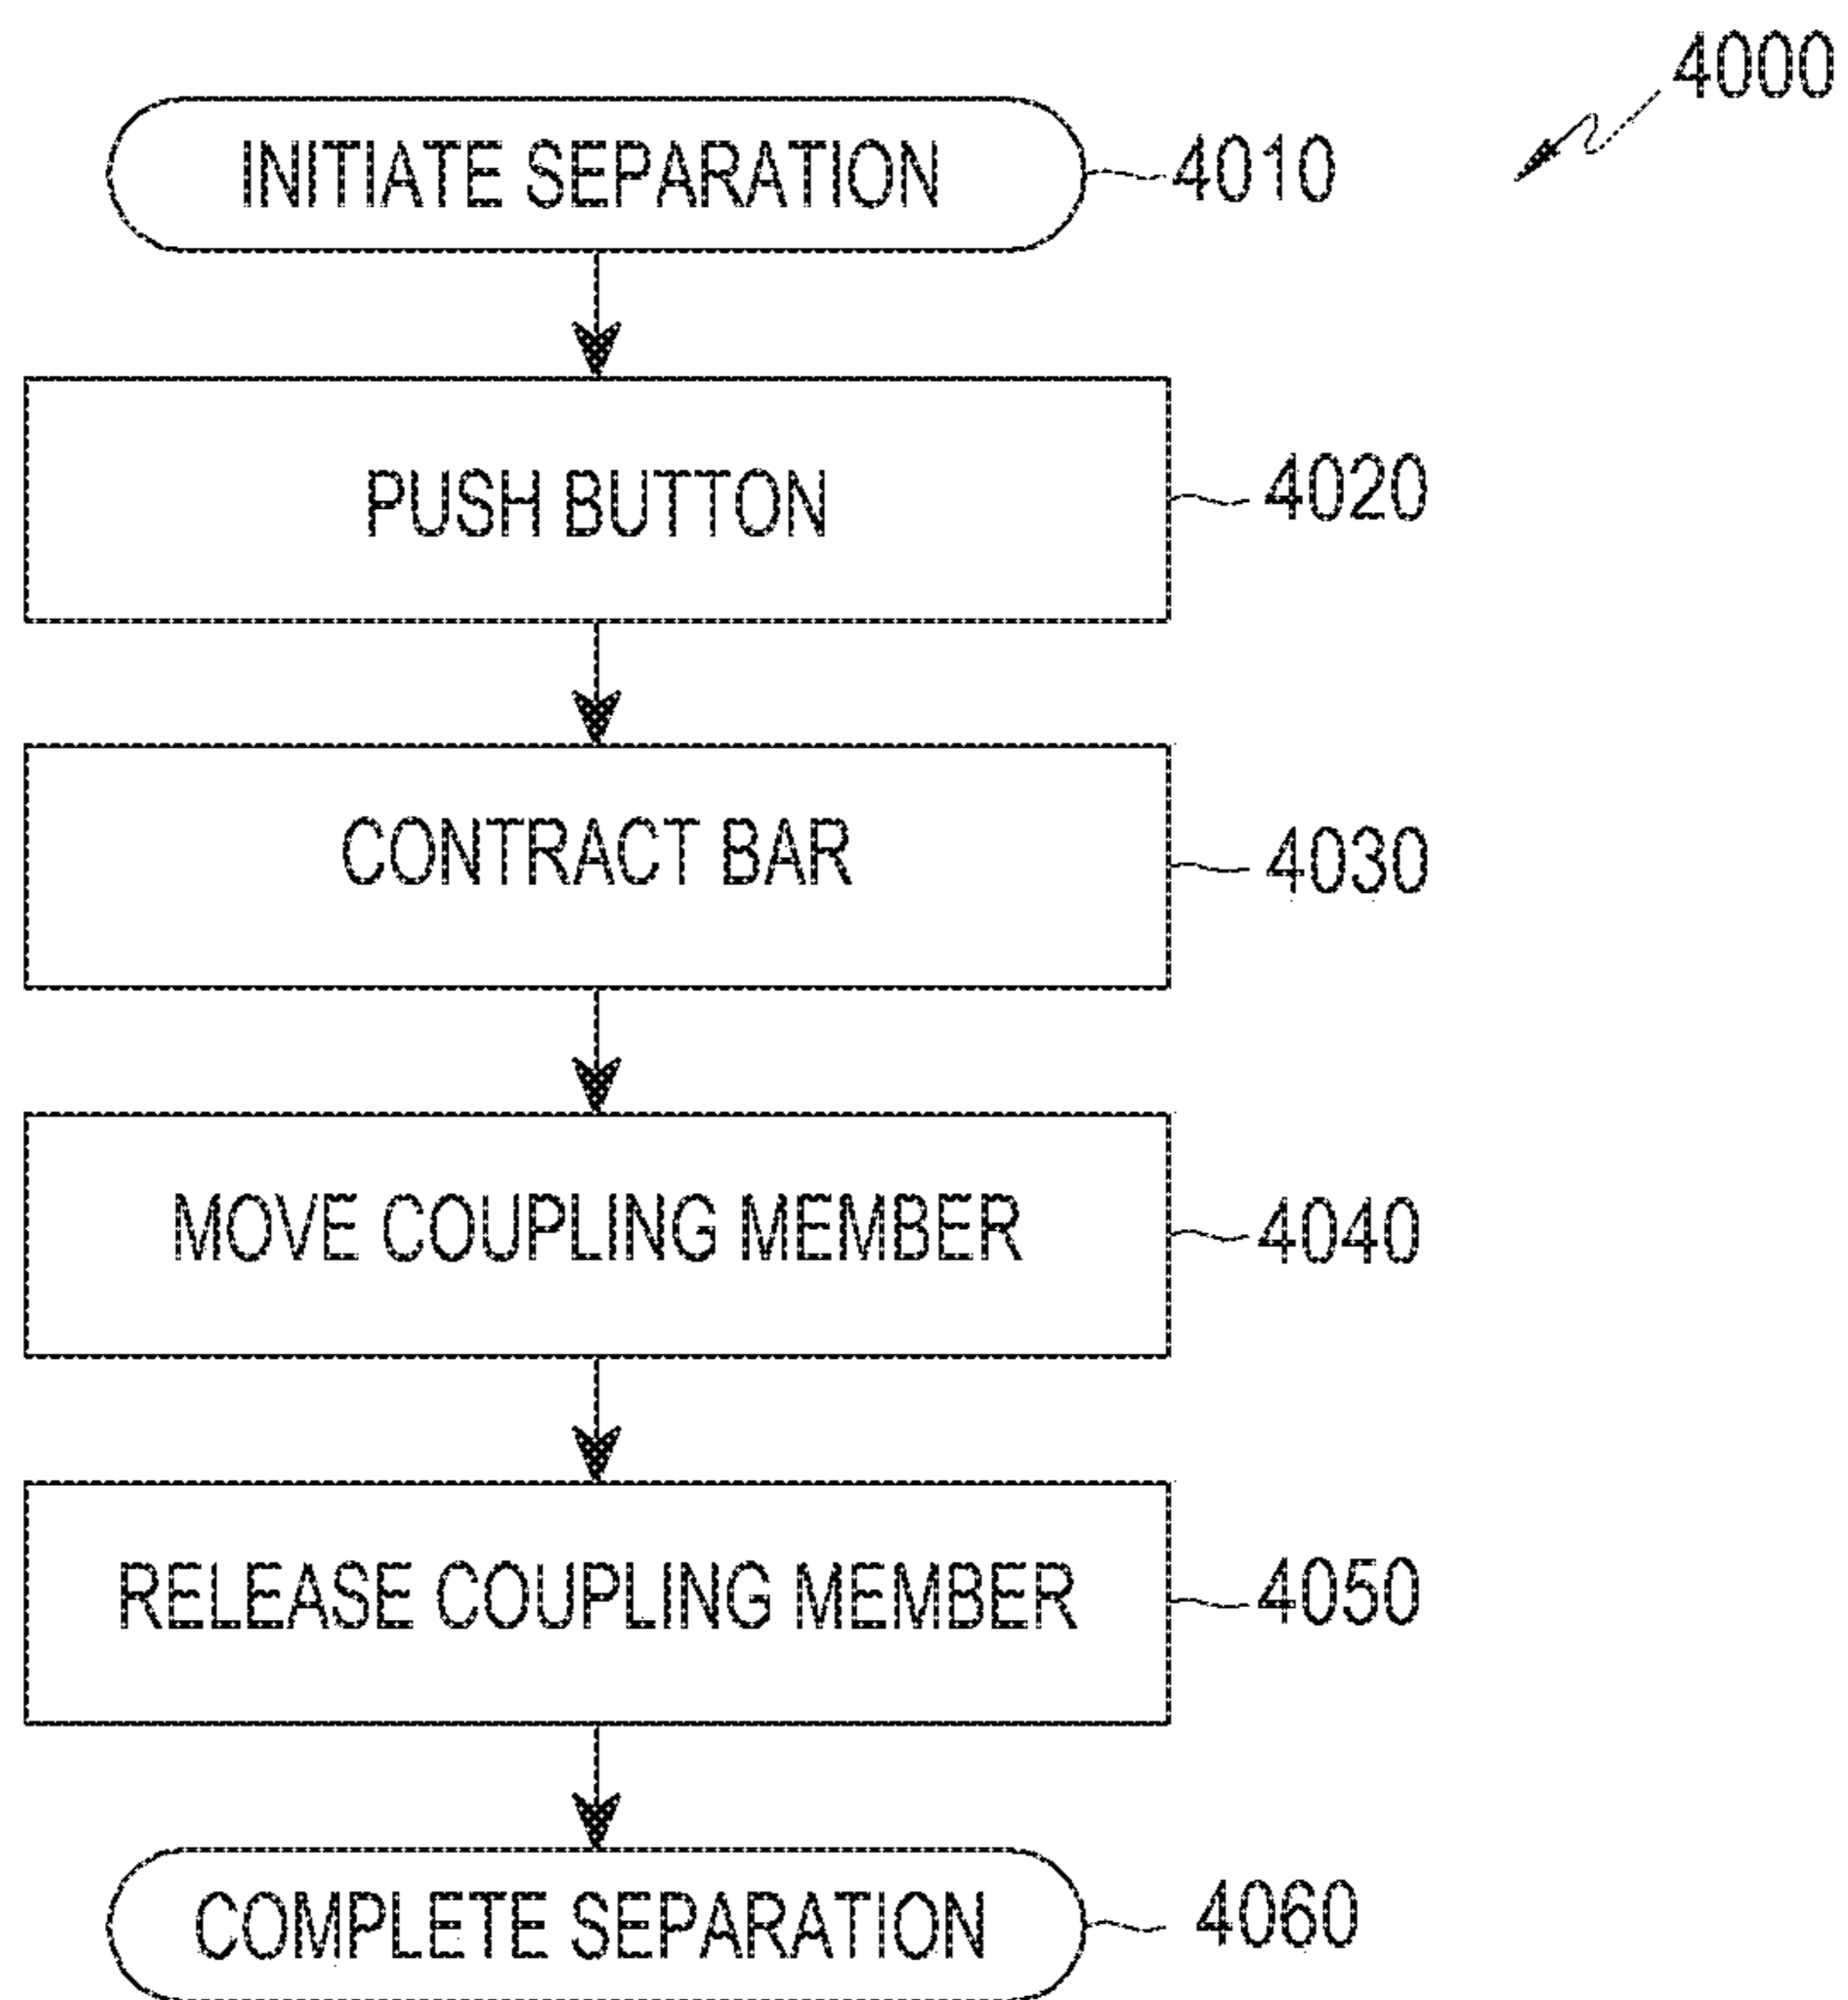 4000
INITIATE SEPARATION 4010
PUSH BUTTON 4020
CONTRACT BAR 4030
MOVE COUPLING MEMBER 4040
RELEASE COUPLING MEMBER 4050
COMPLETE SEPARATION 4060